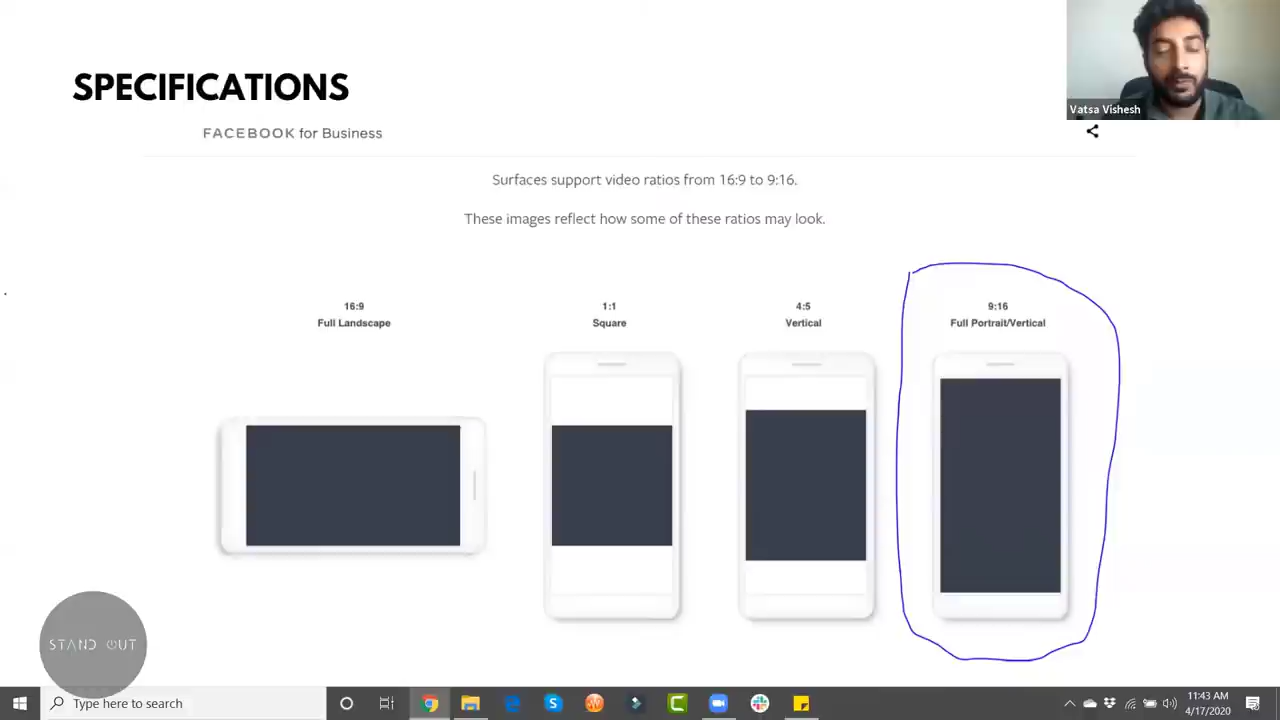 Vatsa Vishesh
SPECIFICATIONS
FACEBOOK for Business
Surfaces support video ratios from 16:9 to 9:16.
These images reflect how some of these ratios may look.
16:9
Full Landscape
1:1
Square
4:5
Vertical
9:16
Full Portrait/Vertical
STAND OUT
Type here to search
11:43 AM
4/17/2020